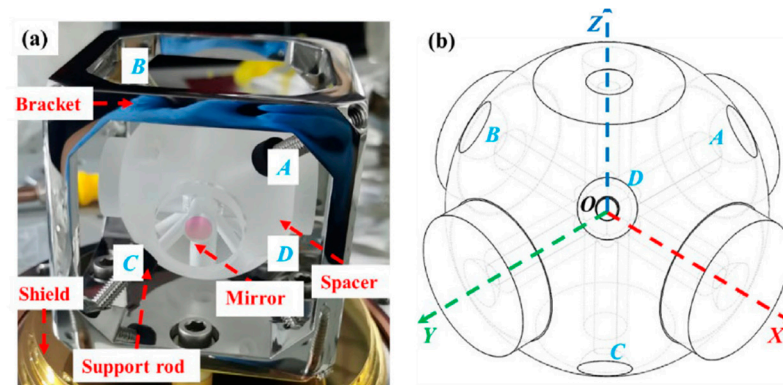 (a)
B
Bracket
A
C
D
Spacer
Mirror
Shield
Support rod
(b)
Z
B
A
D
O
Y
C
X